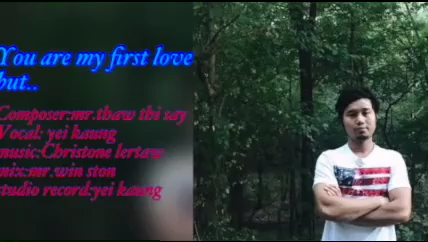 You are my first love
but..
Composer:mr.thaw thi say
Vocal: yei kaung
music:Christone lertaw
mix:mr.win ston
studio record:yei kaung